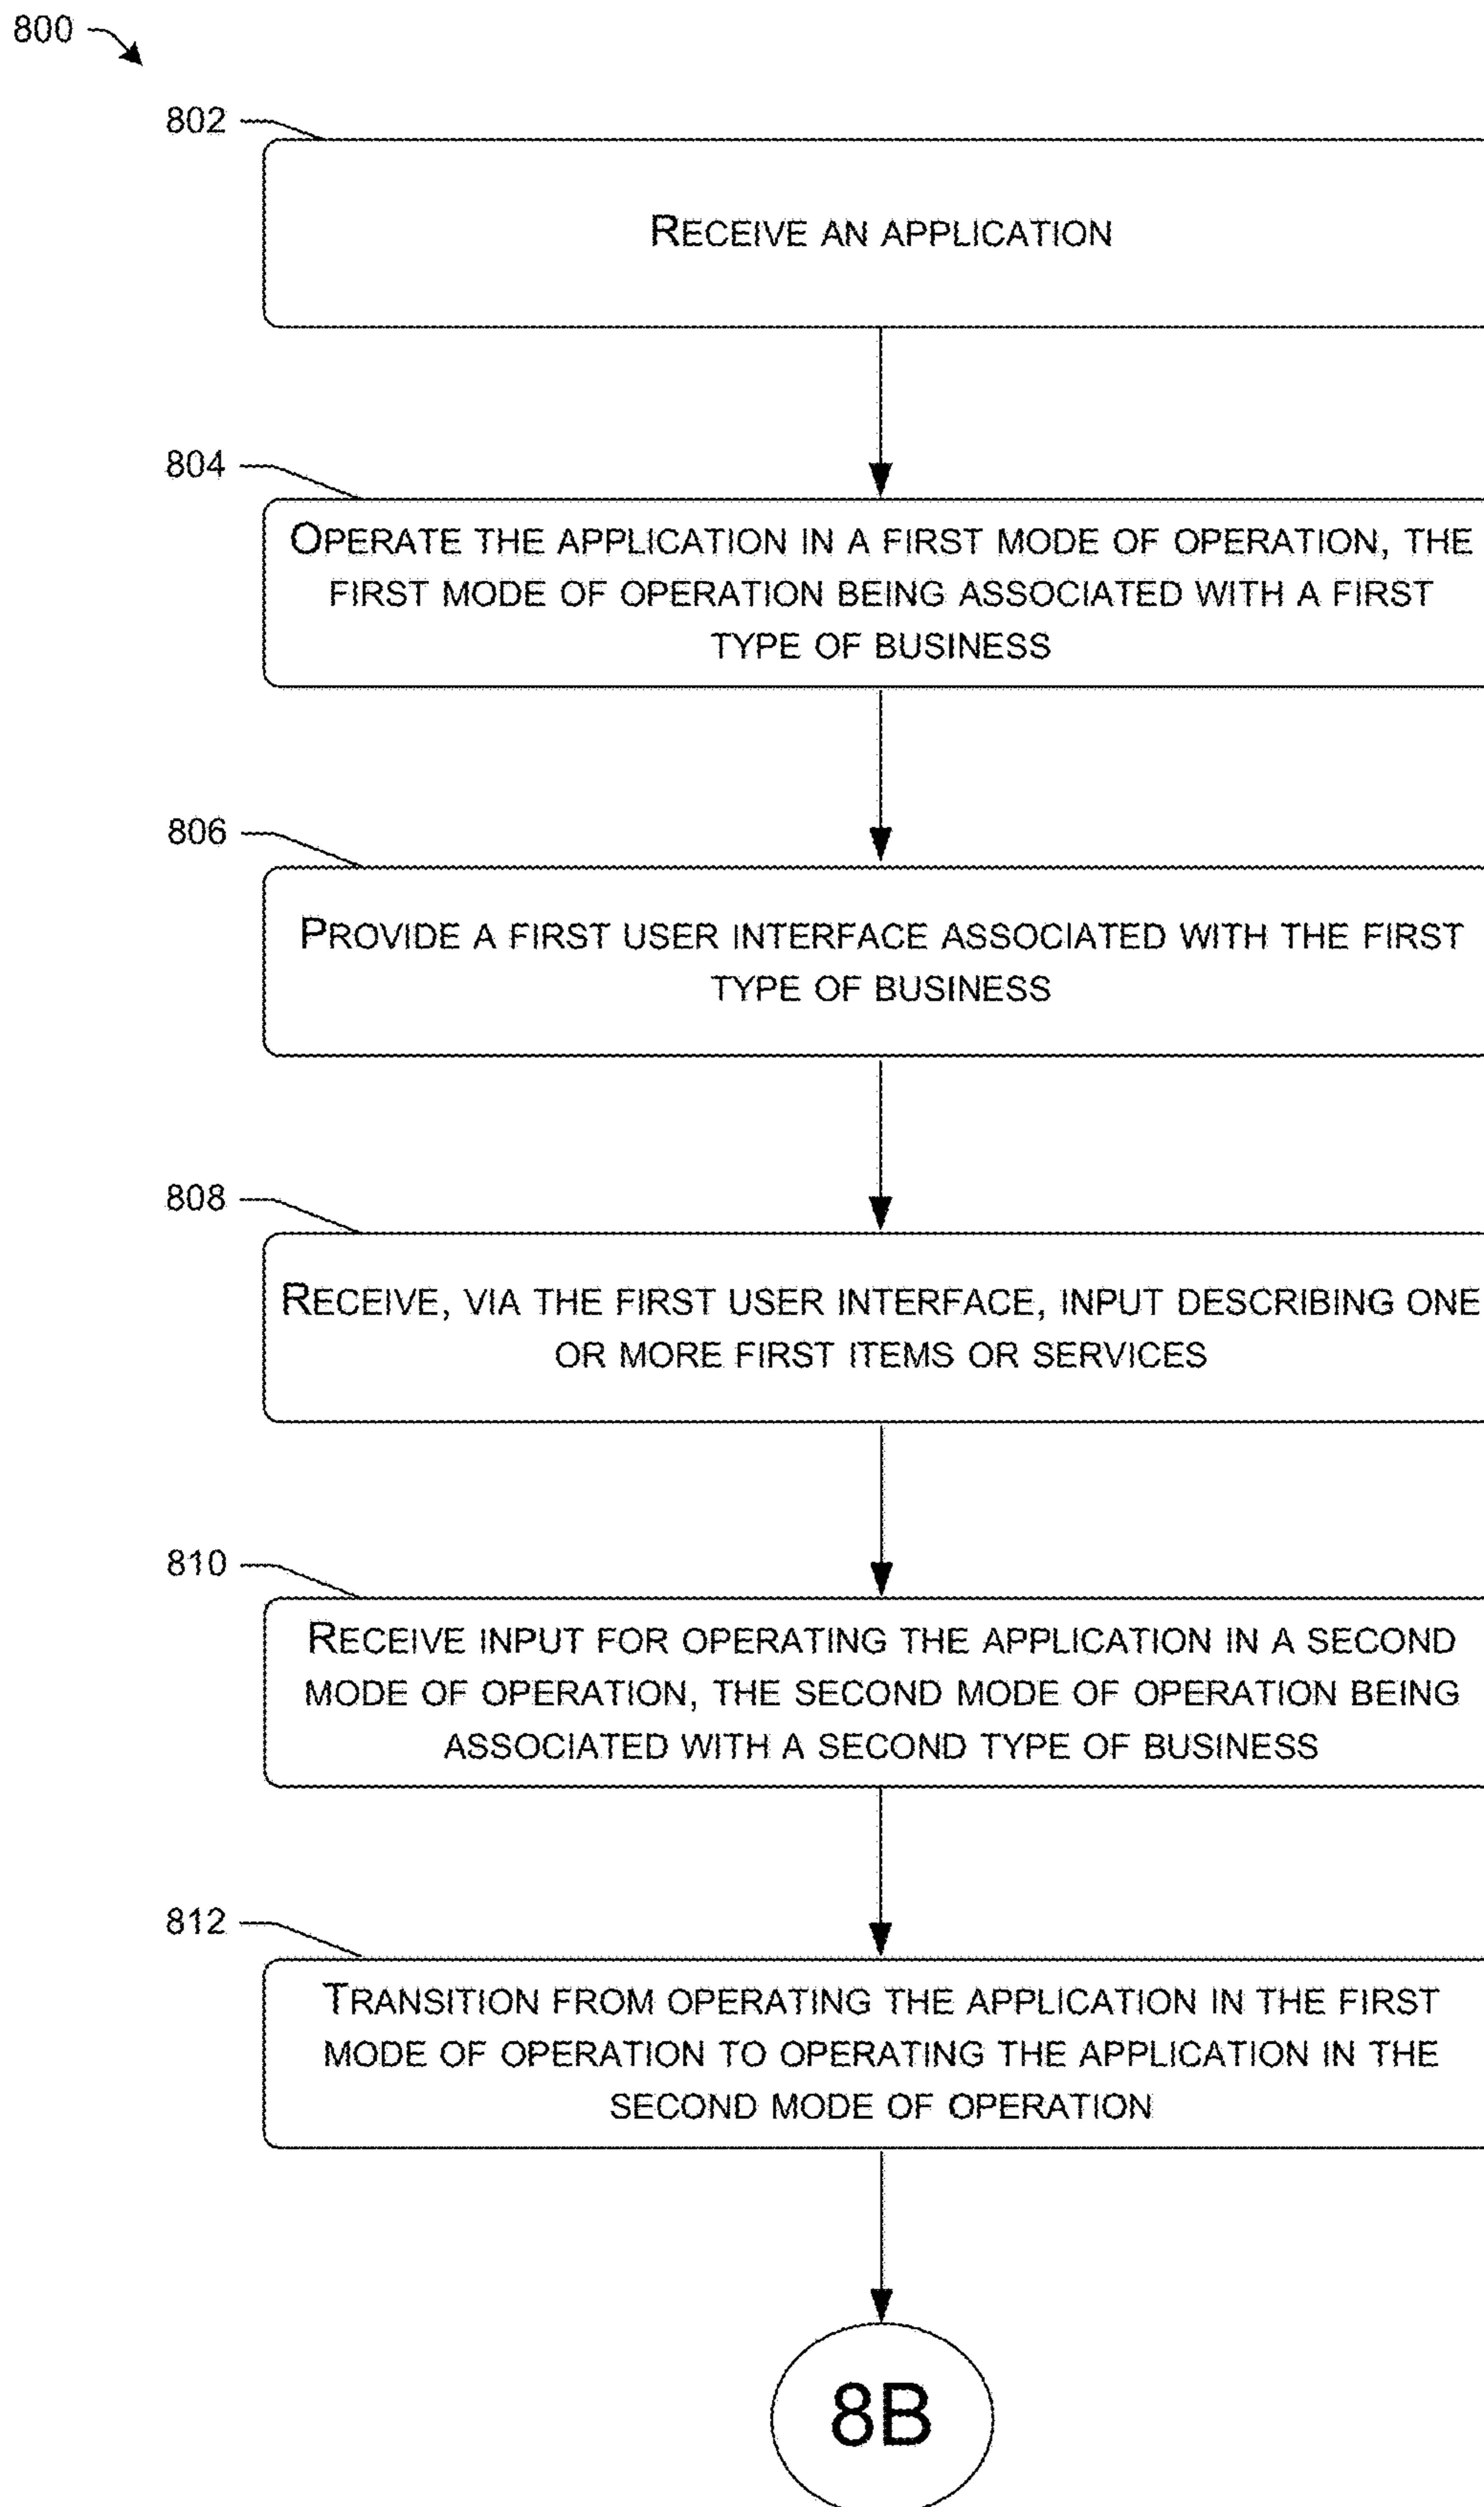 800
802
RECEIVE AN APPLICATION
804
OPERATE THE APPLICATION IN A FIRST MODE OF OPERATION, THE
FIRST MODE OF OPERATION BEING ASSOCIATED WITH A FIRST
TYPE OF BUSINESS
806
PROVIDE A FIRST USER INTERFACE ASSOCIATED WITH THE FIRST
TYPE OF BUSINESS
808
RECEIVE, VIA THE FIRST USER INTERFACE, INPUT DESCRIBING ONE
OR MORE FIRST ITEMS OR SERVICES
810
RECEIVE INPUT FOR OPERATING THE APPLICATION IN A SECOND
MODE OF OPERATION, THE SECOND MODE OF OPERATION BEING
ASSOCIATED WITH A SECOND TYPE OF BUSINESS
812
TRANSITION FROM OPERATING THE APPLICATION IN THE FIRST
MODE OF OPERATION TO OPERATING THE APPLICATION IN THE
SECOND MODE OF OPERATION
8B